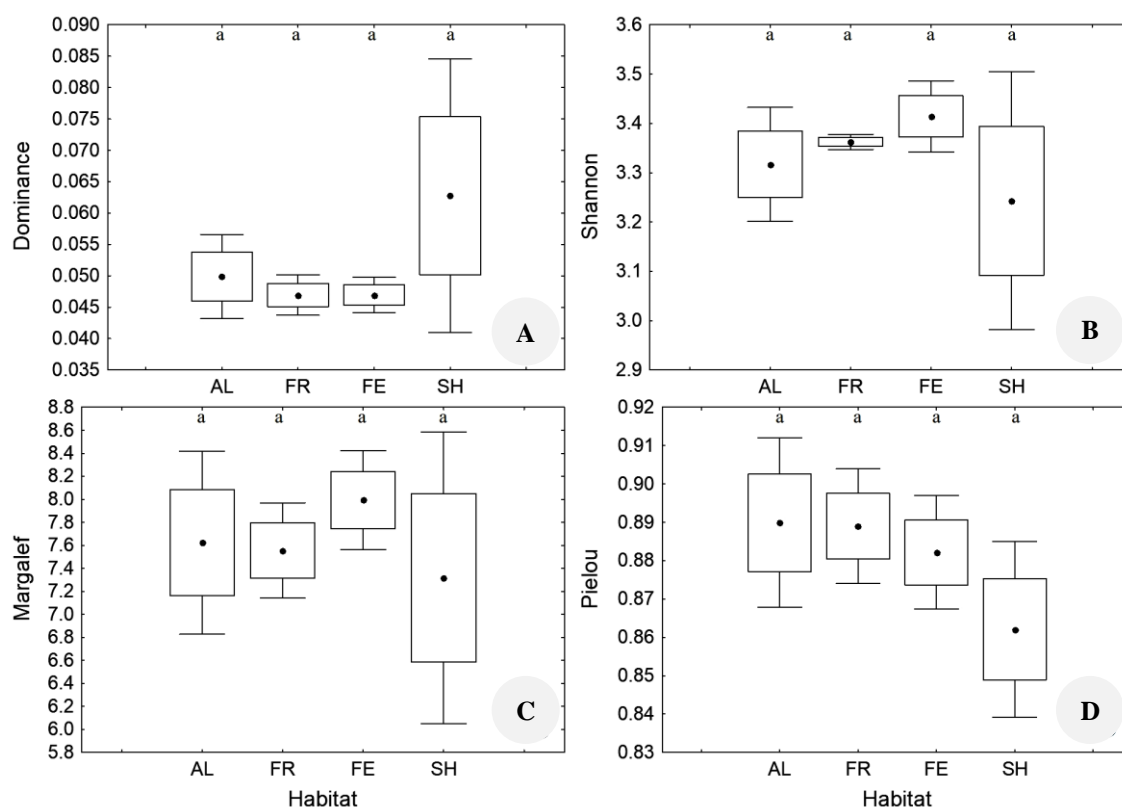 0.090
0.085
0.080
0.075
0.070
0.065
0.060
0.055
0.050
0.045
0.040
0.035
Dominance
a a a a
AL FR FE SH
A
3.6
3.5
3.4
3.3
3.2
3.1
3.0
2.9
Shannon
a a a a
AL FR FE SH
B
8.8
8.6
8.4
8.2
8.0
7.8
7.6
7.4
7.2
7.0
6.8
6.6
6.4
6.2
6.0
5.8
Margalef
a a a a
AL FR FE SH
Habitat
C
0.92
0.91
0.90
0.89
0.88
0.87
0.86
0.85
0.84
0.83
Pielou
a a a a
AL FR FE SH
Habitat
D